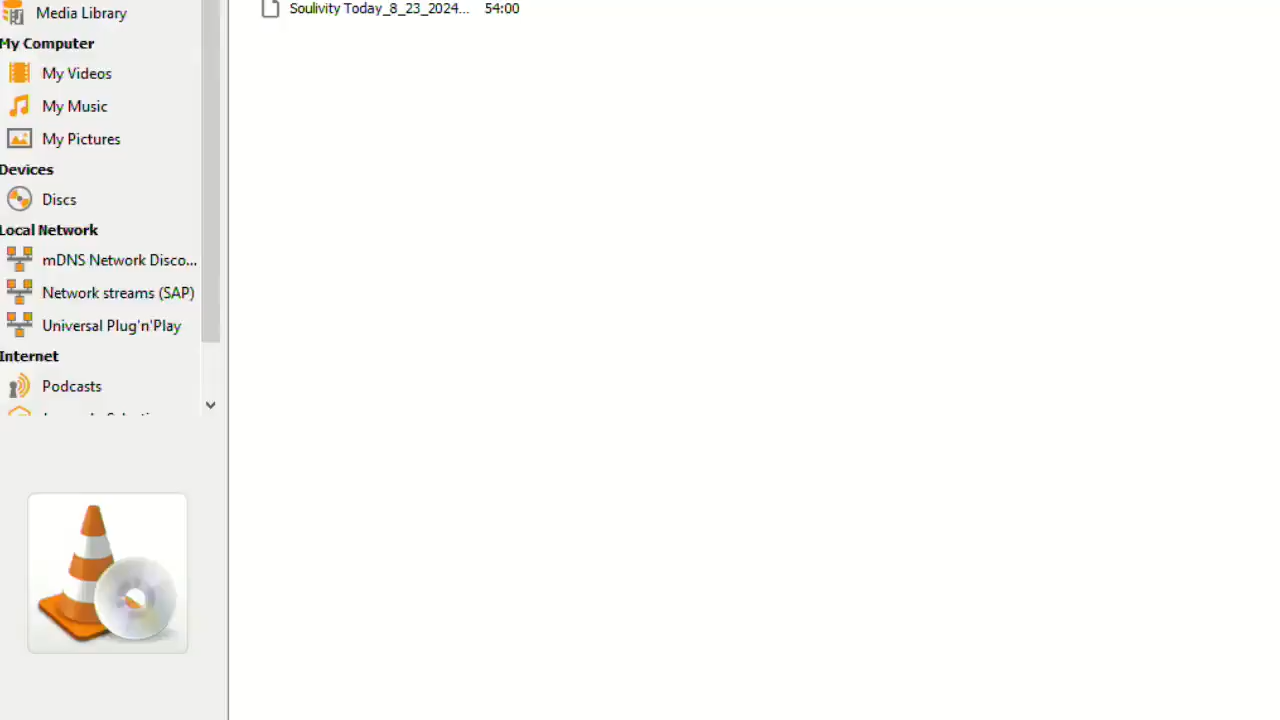 Media Library
Soulivity Today_8_23_2024... 54:00
My Computer
My Videos
My Music
My Pictures
Devices
Discs
Local Network
mDNS Network Disco...
Network streams (SAP)
Universal Plug'n'Play
Internet
Podcasts